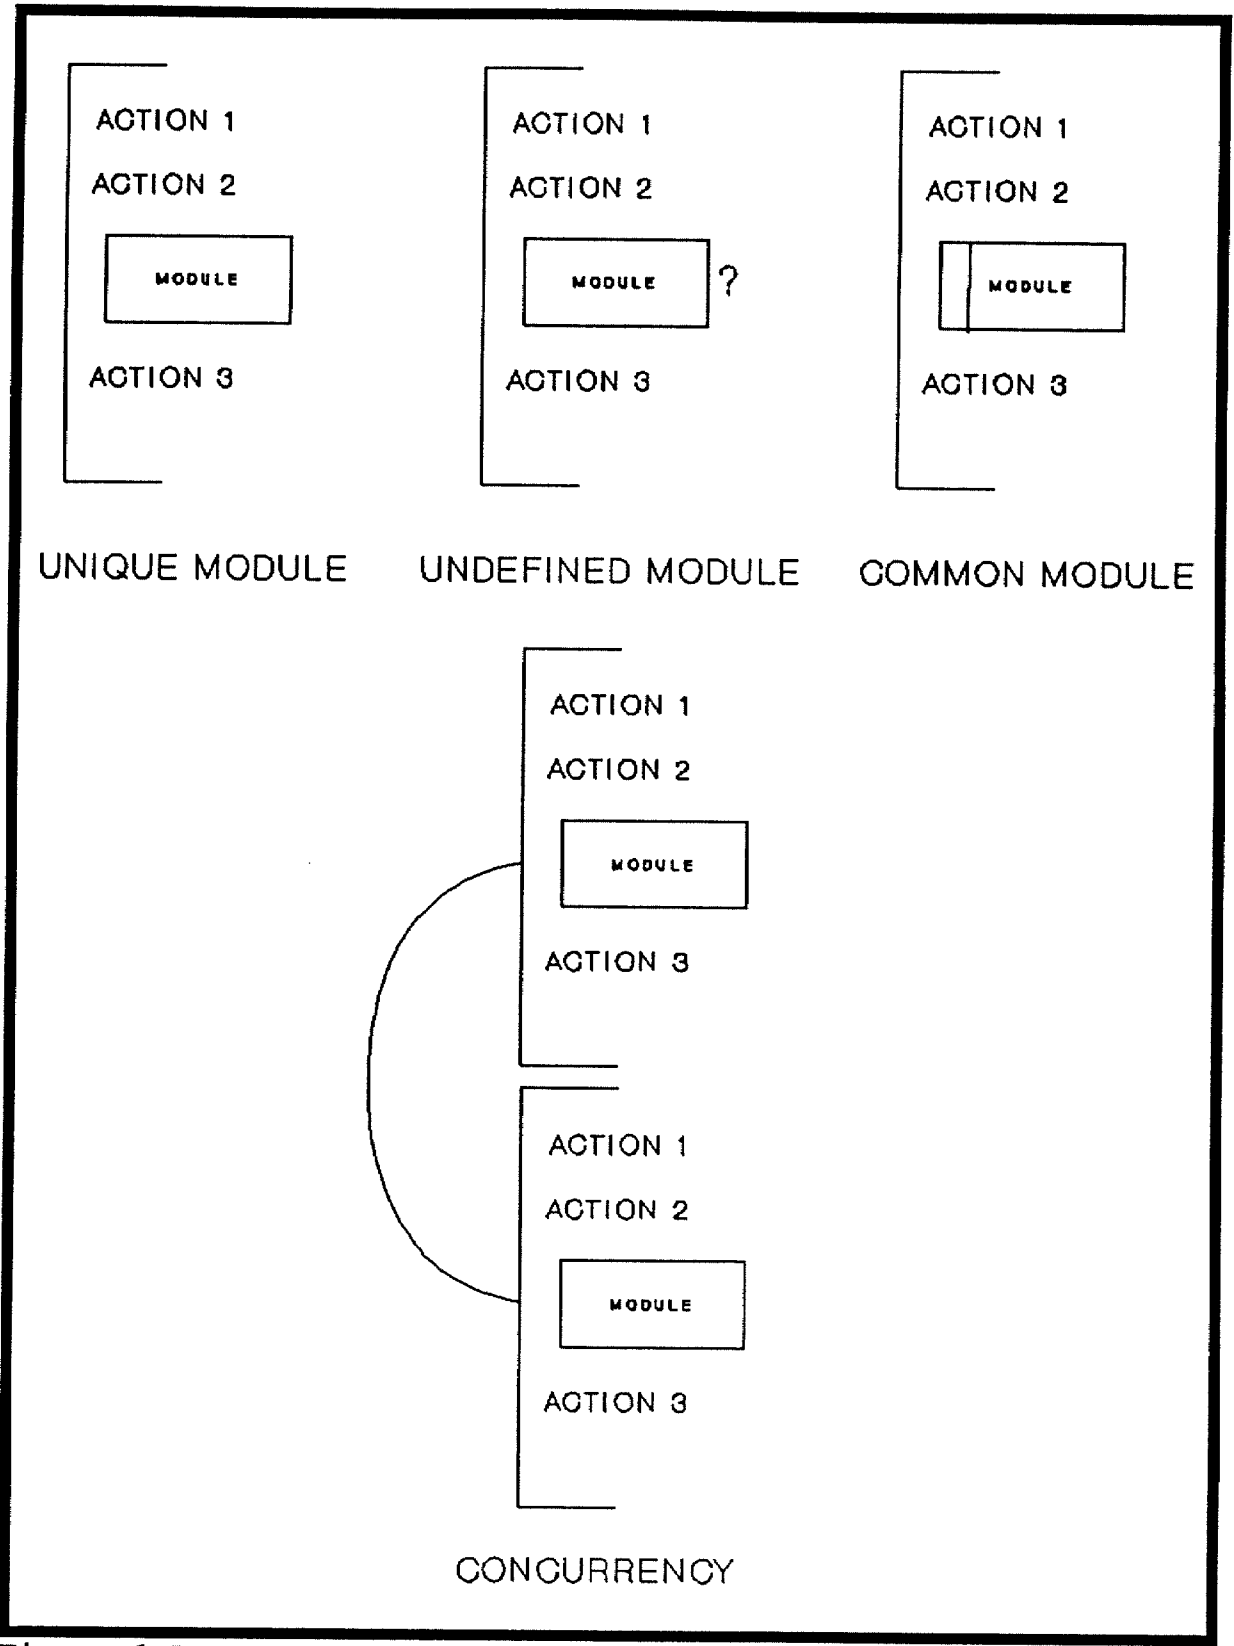 ACTION 1
ACTION 2
MODULE
ACTION 3
UNIQUE MODULE
ACTION 1
ACTION 2
MODULE ?
ACTION 3
UNDEFINED MODULE
ACTION 1
ACTION 2
MODULE
ACTION 3
COMMON MODULE
ACTION 1
ACTION 2
MODULE
ACTION 3
ACTION 1
ACTION 2
MODULE
ACTION 3
CONCURRENCY